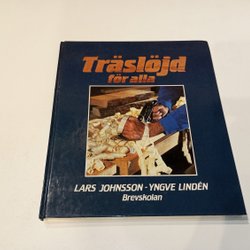 Träslöjd
för alla
LARS JOHNSSON - YNGVE LINDÉN
Brevskolan